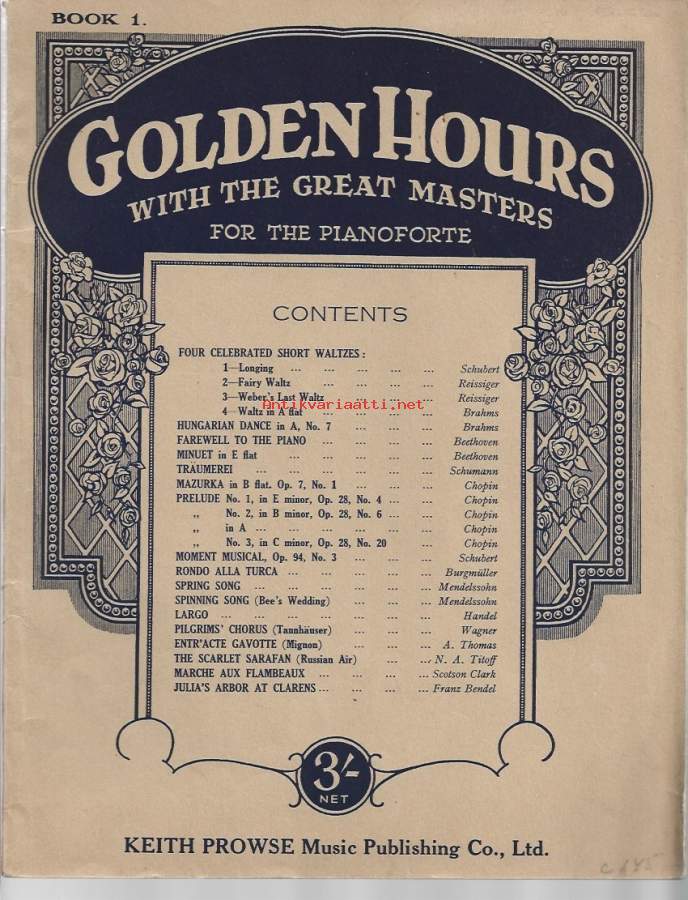 BOOK 1.
GOLDEN HOURS
WITH THE GREAT MASTERS
FOR THE PIANOFORTE
CONTENTS
FOUR CELEBRATED SHORT WALTZES :
1—Longing ... ... ... ... ... Schubert
2—Fairy Waltz ... ... ... ... Reissiger
3—Weber's Last Waltz ... ... ... Reissiger
Antikvariaatti.net
4—Waltz in A flat ... ... ... ... Brahms
HUNGARIAN DANCE in A, No. 7 ... ... ... Brahms
FAREWELL TO THE PIANO ... ... ... ... Beethoven
MINUET in E flat ... ... ... ... ... Beethoven
TRÄUMEREI ... ... ... ... ... ... Schumann
MAZURKA in B flat. Op. 7, No. 1 ... ... ... Chopin
PRELUDE No. 1, in E minor, Op. 28, No. 4 ... ... Chopin
„ No. 2, in B minor, Op. 28, No. 6 ... ... Chopin
„ in A ... ... ... ... ... ... Chopin
„ No. 3, in C minor, Op. 28, No. 20 ... Chopin
MOMENT MUSICAL, Op. 94, No. 3 ... ... ... Schubert
RONDO ALLA TURCA ... ... ... ... ... Burgmüller
SPRING SONG ... ... ... ... ... ... Mendelssohn
SPINNING SONG (Bee's Wedding) ... ... ... Mendelssohn
LARGO ... ... ... ... ... ... ... Handel
PILGRIMS' CHORUS (Tannhäuser) ... ... ... Wagner
ENTR'ACTE GAVOTTE (Mignon) ... ... ... A. Thomas
THE SCARLET SARAFAN (Russian Air) ... ... N. A. Titoff
MARCHE AUX FLAMBEAUX ... ... ... ... Scotson Clark
JULIA'S ARBOR AT CLARENS ... ... ... ... Franz Bendel
3/-
NET
KEITH PROWSE Music Publishing Co., Ltd.